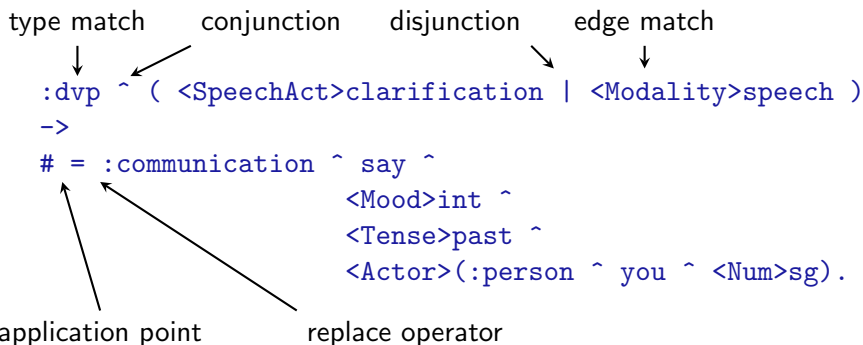 type match conjunction disjunction edge match
:dvp ^ ( <SpeechAct>clarification | <Modality>speech )
->
# = :communication ^ say ^
<Mood>int ^
<Tense>past ^
<Actor>(:person ^ you ^ <Num>sg).
application point replace operator